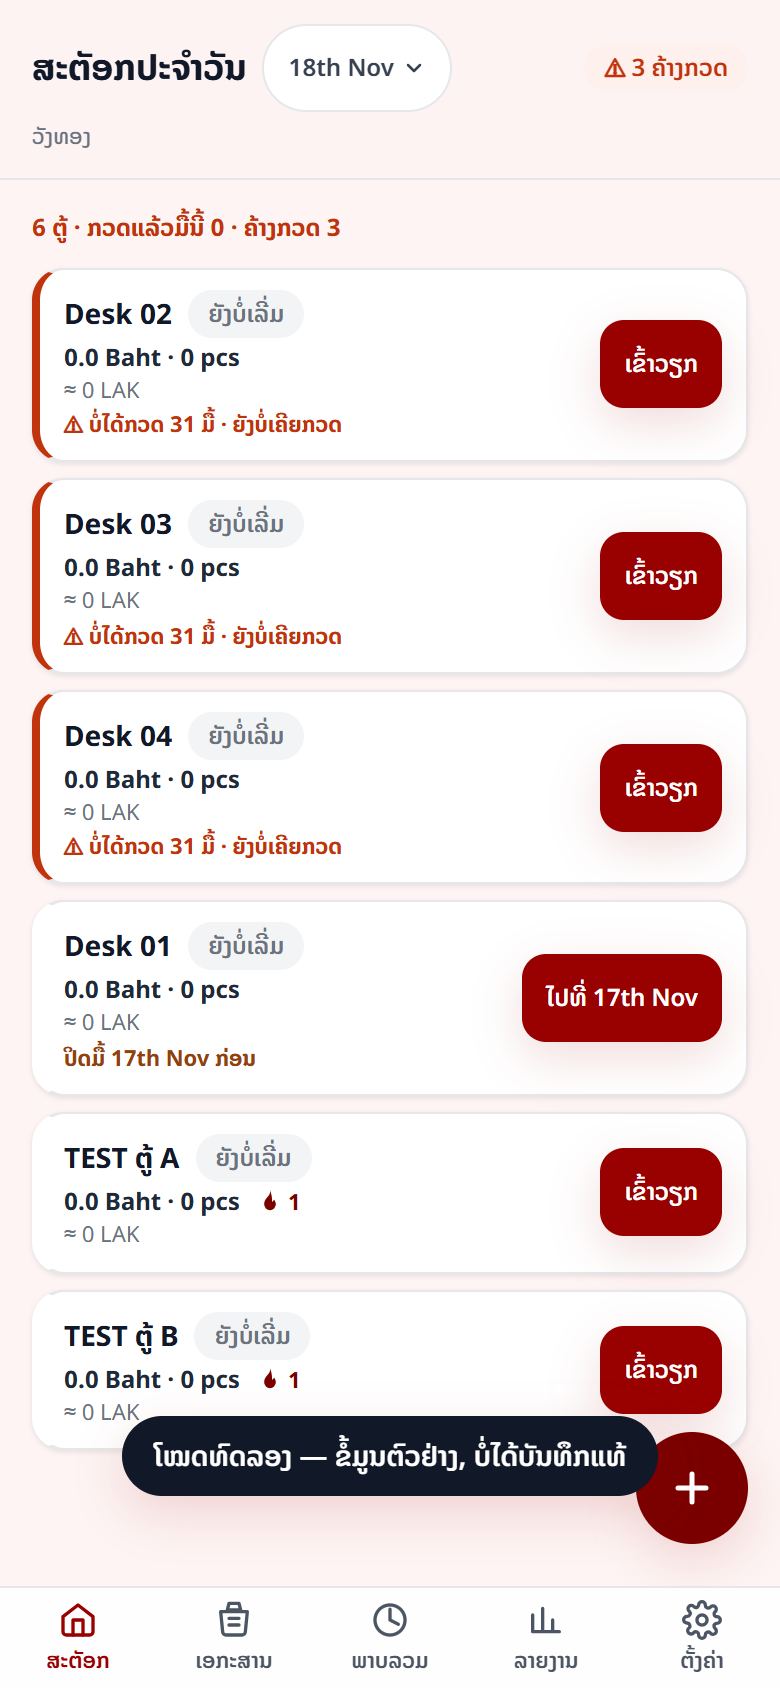 ສະຕັອກປະຈຳວັນ 18th Nov ⚠ 3 ຄ້າງກວດ
ວັງທອງ
6 ຕູ້ · ກວດແລ້ວມື້ນີ້ 0 · ຄ້າງກວດ 3
Desk 02 ຍັງບໍ່ເລີ່ມ
0.0 Baht · 0 pcs
≈ 0 LAK
⚠ ບໍ່ໄດ້ກວດ 31 ມື້ · ຍັງບໍ່ເຄີຍກວດ
ເຂົ້າວຽກ
Desk 03 ຍັງບໍ່ເລີ່ມ
0.0 Baht · 0 pcs
≈ 0 LAK
⚠ ບໍ່ໄດ້ກວດ 31 ມື້ · ຍັງບໍ່ເຄີຍກວດ
ເຂົ້າວຽກ
Desk 04 ຍັງບໍ່ເລີ່ມ
0.0 Baht · 0 pcs
≈ 0 LAK
⚠ ບໍ່ໄດ້ກວດ 31 ມື້ · ຍັງບໍ່ເຄີຍກວດ
ເຂົ້າວຽກ
Desk 01 ຍັງບໍ່ເລີ່ມ
0.0 Baht · 0 pcs
≈ 0 LAK
ປິດມື້ 17th Nov ກ່ອນ
ໄປທີ່ 17th Nov
TEST ຕູ້ A ຍັງບໍ່ເລີ່ມ
0.0 Baht · 0 pcs 1
≈ 0 LAK
ເຂົ້າວຽກ
TEST ຕູ້ B ຍັງບໍ່ເລີ່ມ
0.0 Baht · 0 pcs 1
≈ 0 LAK
ເຂົ້າວຽກ
ໂໝດທົດລອງ — ຂໍ້ມູນຕົວຢ່າງ, ບໍ່ໄດ້ບັນທຶກແທ້
ສະຕັອກ ເອກະສານ ພາບລວມ ລາຍງານ ຕັ້ງຄ່າ